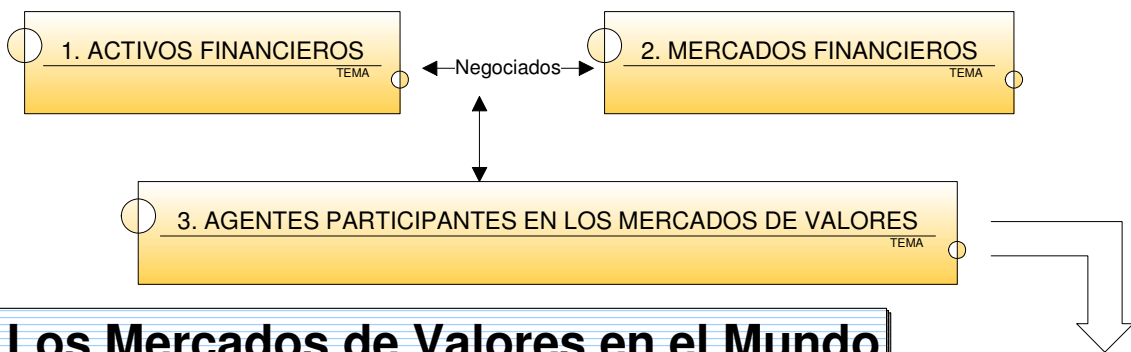 1. ACTIVOS FINANCIEROS
TEMA
Negociados
2. MERCADOS FINANCIEROS
TEMA
3. AGENTES PARTICIPANTES EN LOS MERCADOS DE VALORES
TEMA
Los Mercados de Valores en el Mundo